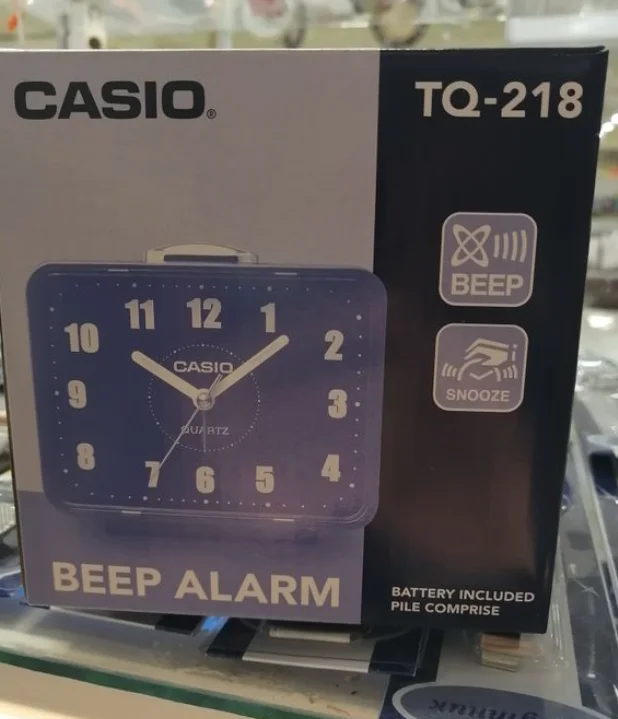 CASIO®
TQ-218
BEEP
SNOOZE
11 12 1
10 2
CASIO
9 3
QUARTZ
8 4
7 6 5
BEEP ALARM
BATTERY INCLUDED
PILE COMPRISE